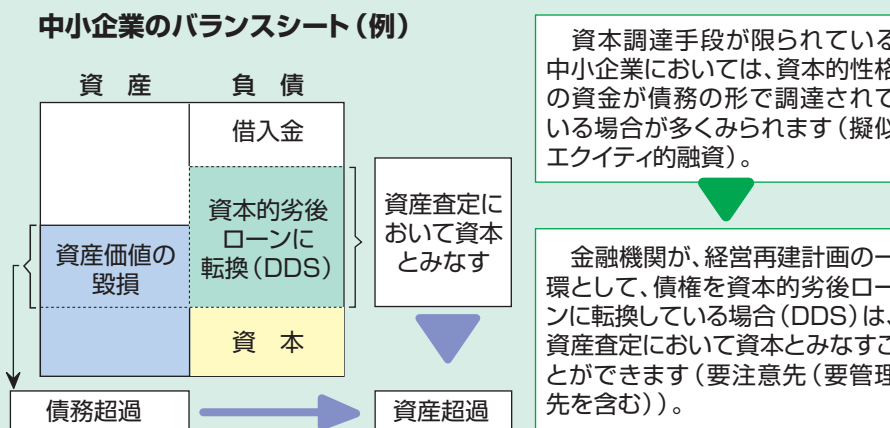 中小企業のバランスシート(例)
資　産
負　債
借入金
資本的劣後
ローンに
転換(DDS)
資産価値の
毀損
資　本
資産査定に
おいて資本
とみなす
債務超過
資産超過
資本調達手段が限られている
中小企業においては、資本的性格
の資金が債務の形で調達されて
いる場合が多くみられます(擬似
エクイティ的融資)。
金融機関が、経営再建計画の一
環として、債権を資本的劣後ロー
ンに転換している場合(DDS)は、
資産査定において資本とみなすこ
とができます(要注意先(要管理
先を含む))。